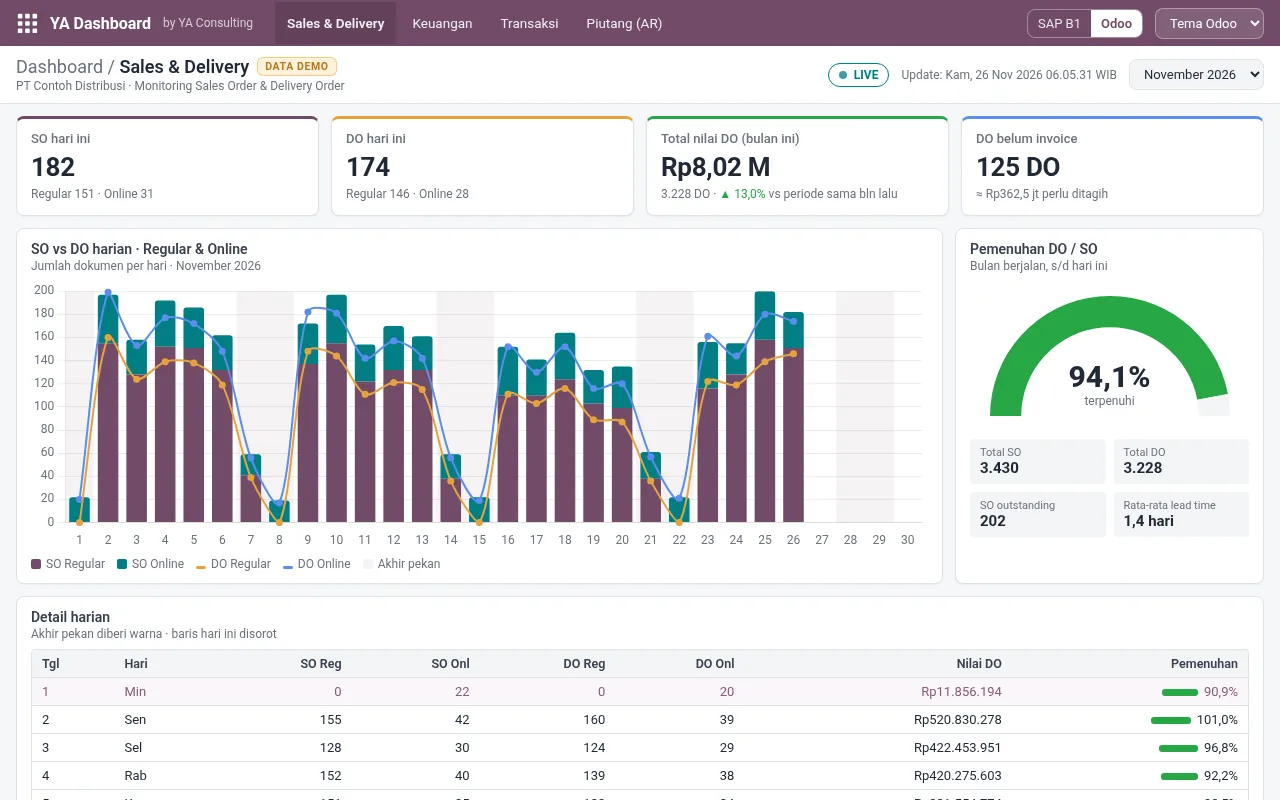 YA Dashboard by YA Consulting Sales & Delivery Keuangan Transaksi Piutang (AR) SAP B1 Odoo Tema Odoo
Dashboard / Sales & Delivery DATA DEMO
PT Contoh Distribusi · Monitoring Sales Order & Delivery Order
LIVE Update: Kam, 26 Nov 2026 06.05.31 WIB November 2026
SO hari ini
182
Regular 151 · Online 31
DO hari ini
174
Regular 146 · Online 28
Total nilai DO (bulan ini)
Rp8,02 M
3.228 DO · ▲ 13,0% vs periode sama bln lalu
DO belum invoice
125 DO
≈ Rp362,5 jt perlu ditagih
SO vs DO harian · Regular & Online
Jumlah dokumen per hari · November 2026
200
180
160
140
120
100
80
60
40
20
0
1 2 3 4 5 6 7 8 9 10 11 12 13 14 15 16 17 18 19 20 21 22 23 24 25 26 27 28 29 30
SO Regular SO Online DO Regular DO Online Akhir pekan
Pemenuhan DO / SO
Bulan berjalan, s/d hari ini
94,1%
terpenuhi
Total SO
3.430
Total DO
3.228
SO outstanding
202
Rata-rata lead time
1,4 hari
Detail harian
Akhir pekan diberi warna · baris hari ini disorot
Tgl Hari SO Reg SO Onl DO Reg DO Onl Nilai DO Pemenuhan
1 Min 0 22 0 20 Rp11.856.194 90,9%
2 Sen 155 42 160 39 Rp520.830.278 101,0%
3 Sel 128 30 124 29 Rp422.453.951 96,8%
4 Rab 152 40 139 38 Rp420.275.603 92,2%